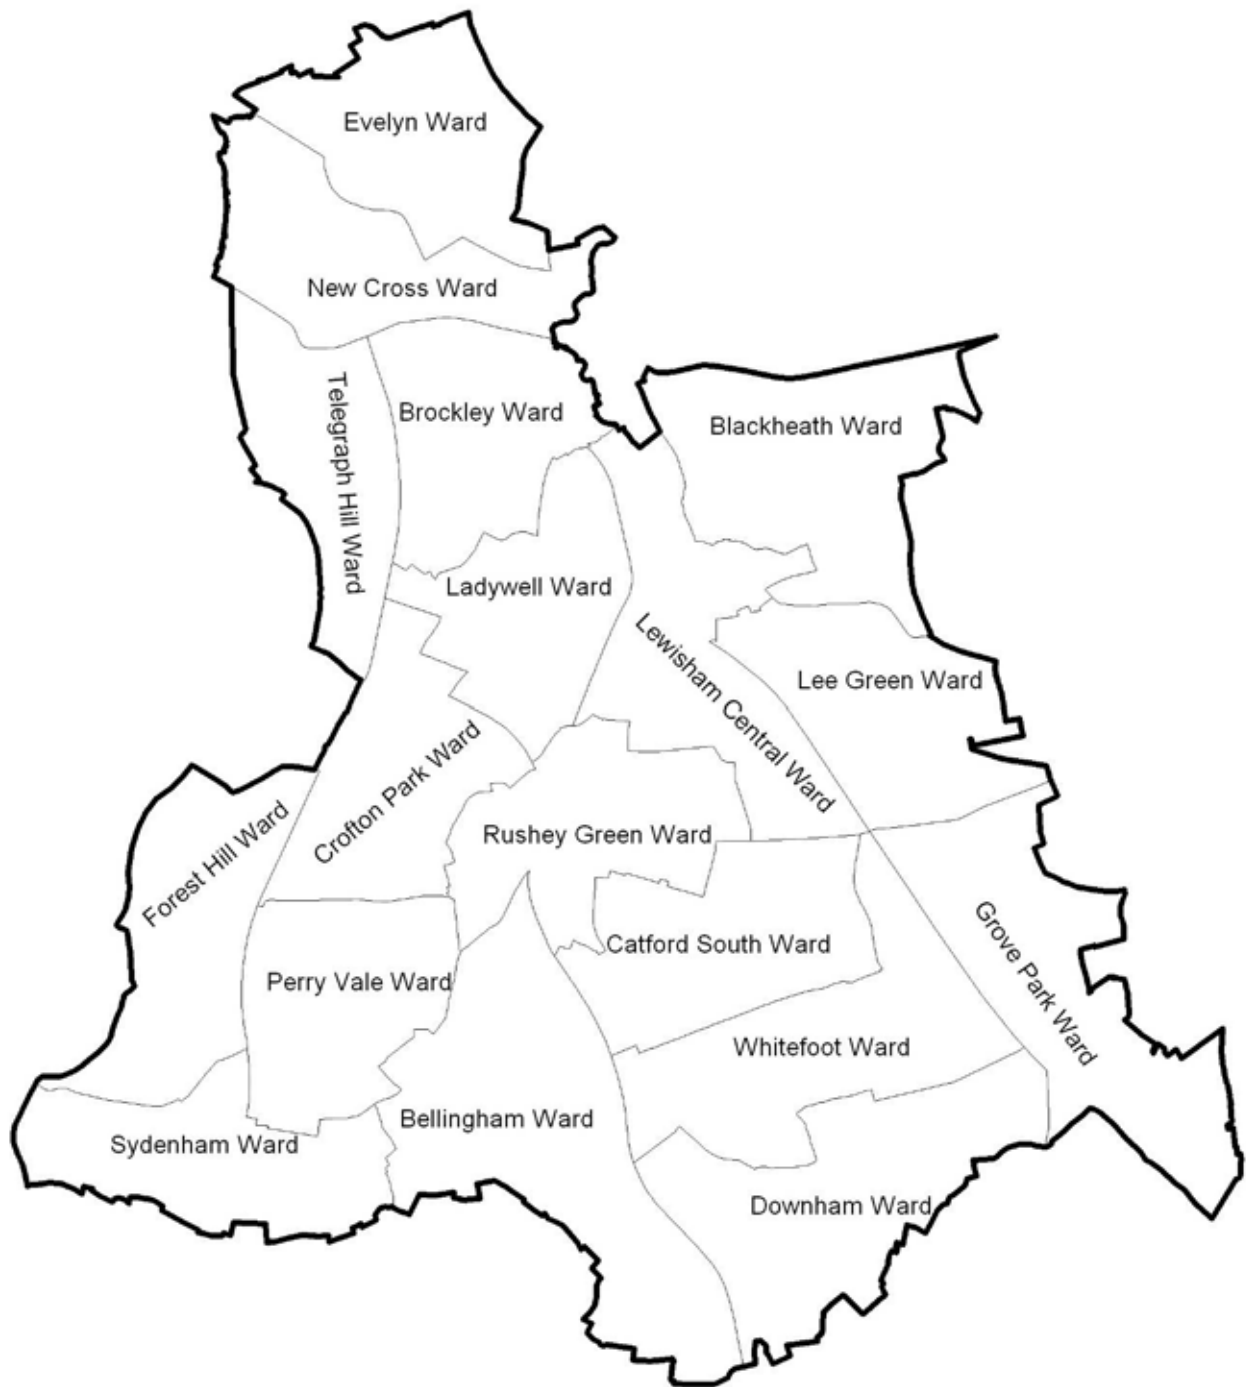 Evelyn Ward
New Cross Ward
Telegraph Hill Ward
Brockley Ward
Blackheath Ward
Ladywell Ward
Lewisham Central Ward
Lee Green Ward
Crofton Park Ward
Forest Hill Ward
Rushey Green Ward
Catford South Ward
Grove Park Ward
Perry Vale Ward
Whitefoot Ward
Bellingham Ward
Sydenham Ward
Downham Ward